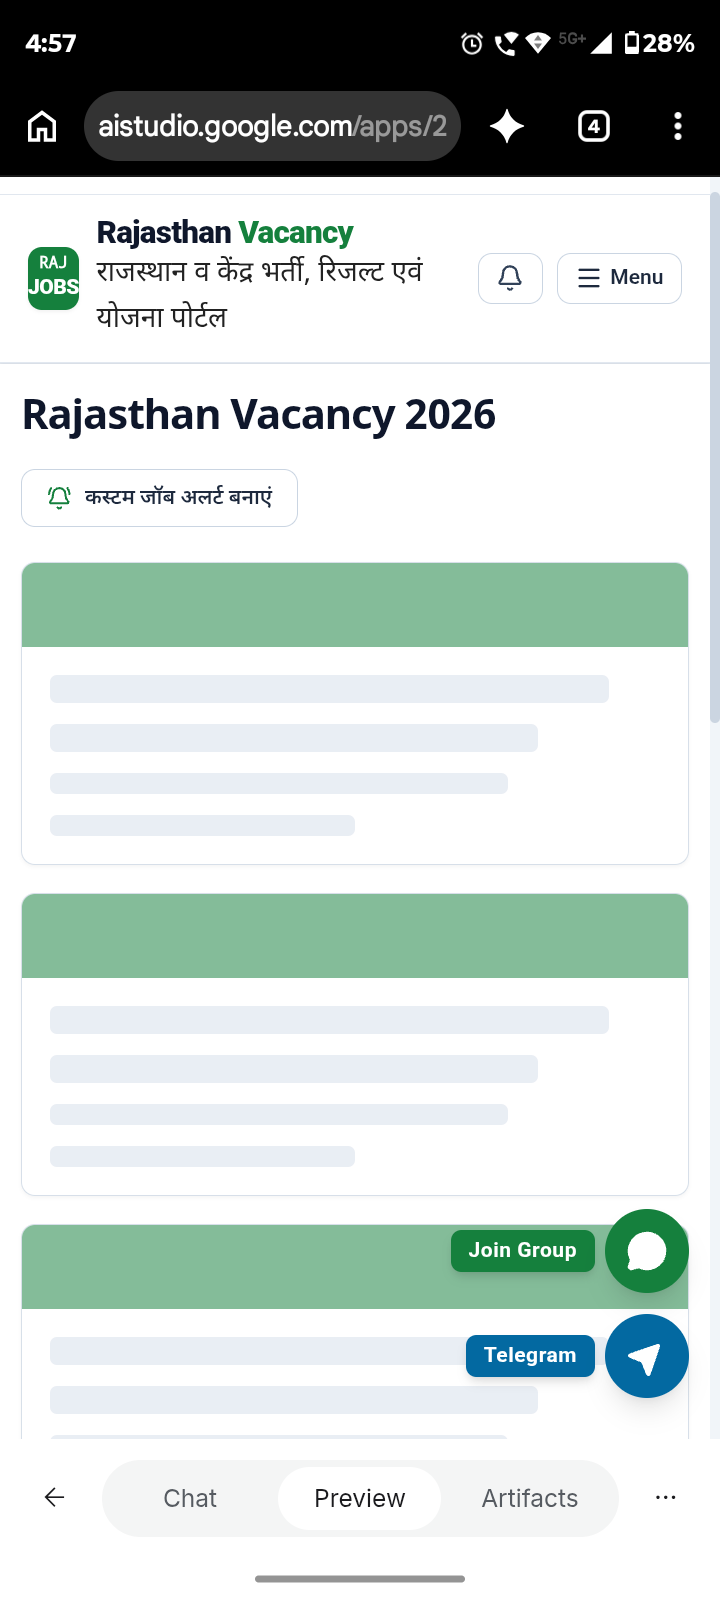 4:57
5G+
28%
aistudio.google.com/apps/2
4
RAJ
JOBS
Rajasthan Vacancy
राजस्थान व केंद्र भर्ती, रिजल्ट एवं
योजना पोर्टल
Menu
Rajasthan Vacancy 2026
कस्टम जॉब अलर्ट बनाएं
Join Group
Telegram
Chat
Preview
Artifacts